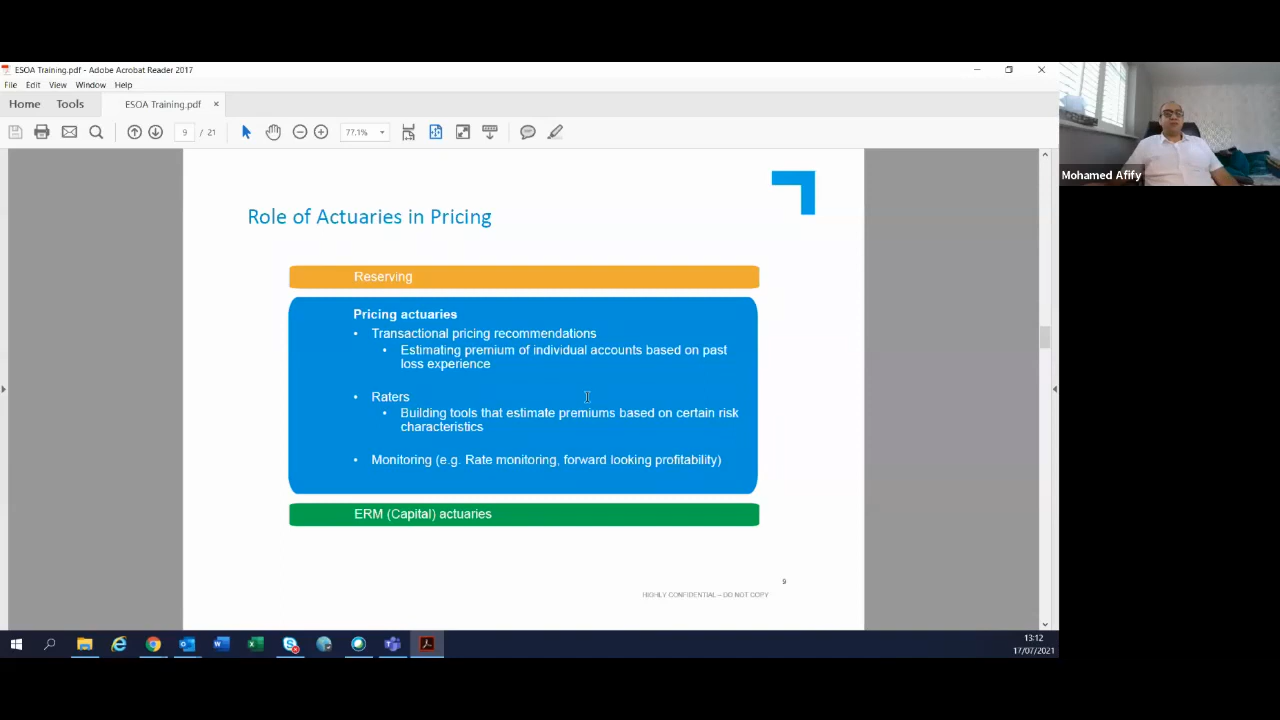 ESOA Training.pdf - Adobe Acrobat Reader 2017
File Edit View Window Help
Home Tools ESOA Training.pdf ×
9 / 21 77.1%
Mohamed Afify
Role of Actuaries in Pricing
Reserving
Pricing actuaries
• Transactional pricing recommendations
• Estimating premium of individual accounts based on past
loss experience
• Raters
• Building tools that estimate premiums based on certain risk
characteristics
• Monitoring (e.g. Rate monitoring, forward looking profitability)
ERM (Capital) actuaries
9
HIGHLY CONFIDENTIAL – DO NOT COPY
13:12
17/07/2021